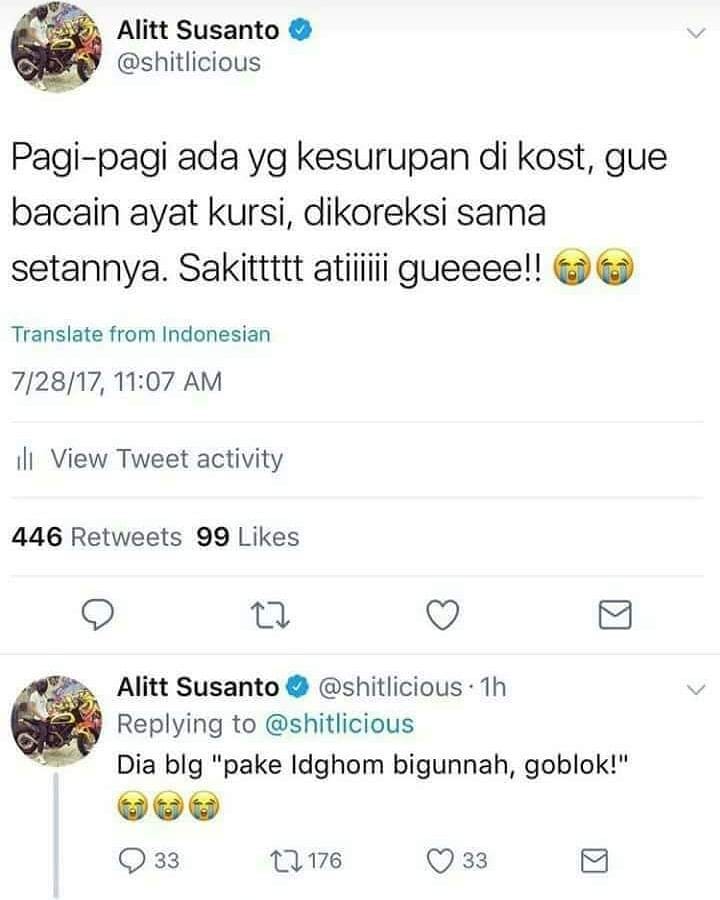 Alitt Susanto
@shitlicious
Pagi-pagi ada yg kesurupan di kost, gue
bacain ayat kursi, dikoreksi sama
setannya. Sakittttt atiiiiii gueeee!! 😭😭
Translate from Indonesian
7/28/17, 11:07 AM
View Tweet activity
446 Retweets 99 Likes
Alitt Susanto @shitlicious · 1h
Replying to @shitlicious
Dia blg "pake Idghom bigunnah, goblok!"
😭😭😭
33 176 33